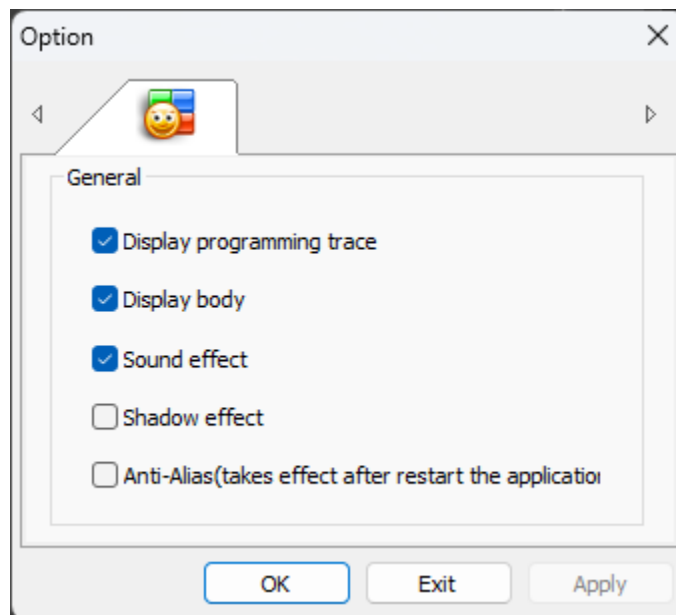 Option
General
Display programming trace
Display body
Sound effect
Shadow effect
Anti-Alias(takes effect after restart the application
OK
Exit
Apply